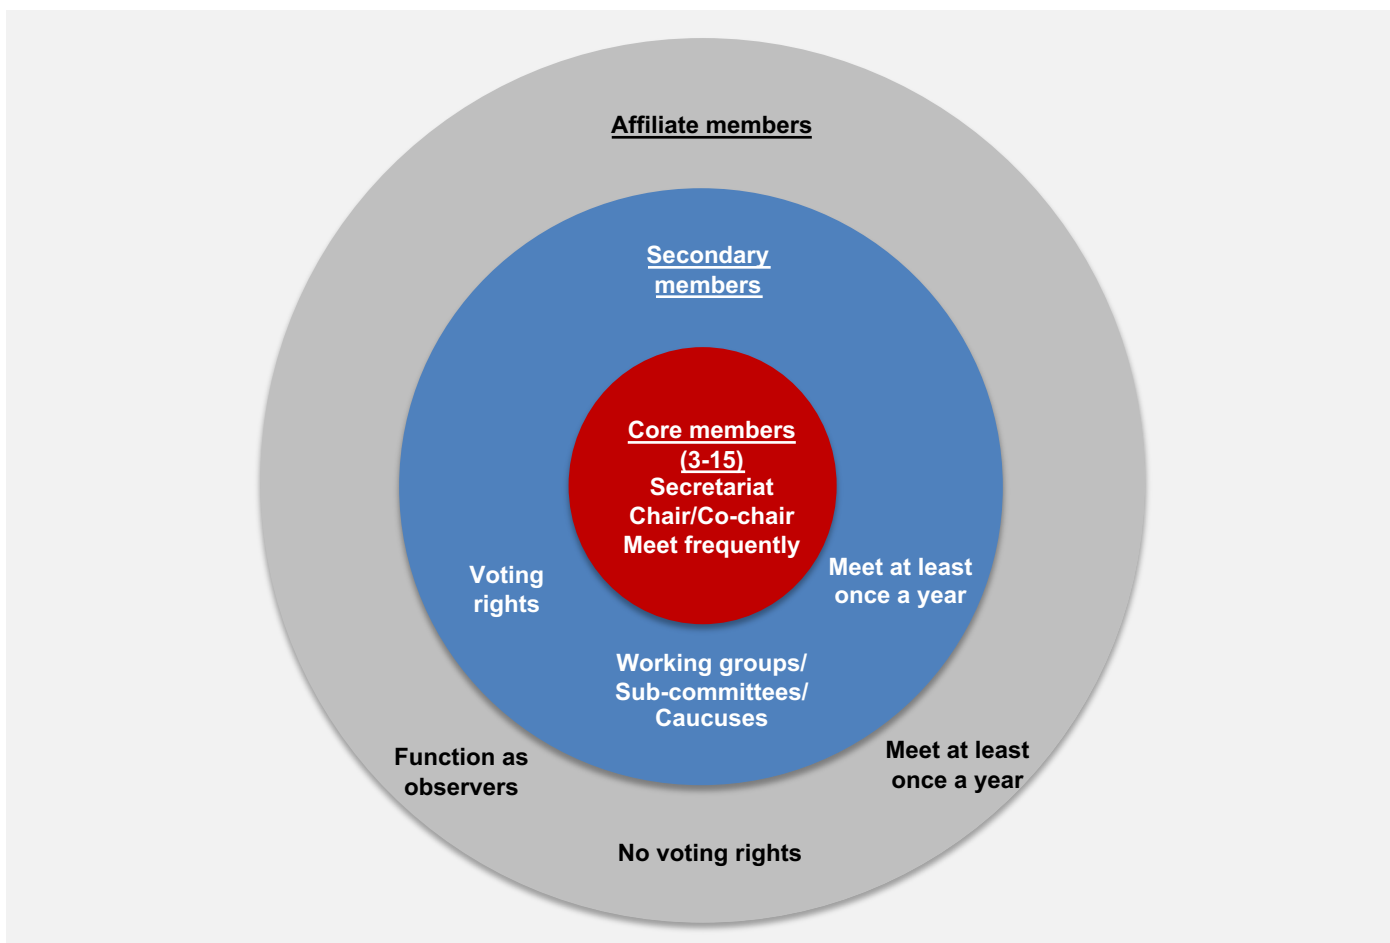 Affiliate members
Secondary
members
Core members
(3-15)
Secretariat
Chair/Co-chair
Meet frequently
Voting
rights
Meet at least
once a year
Working groups/
Sub-committees/
Caucuses
Function as
observers
Meet at least
once a year
No voting rights